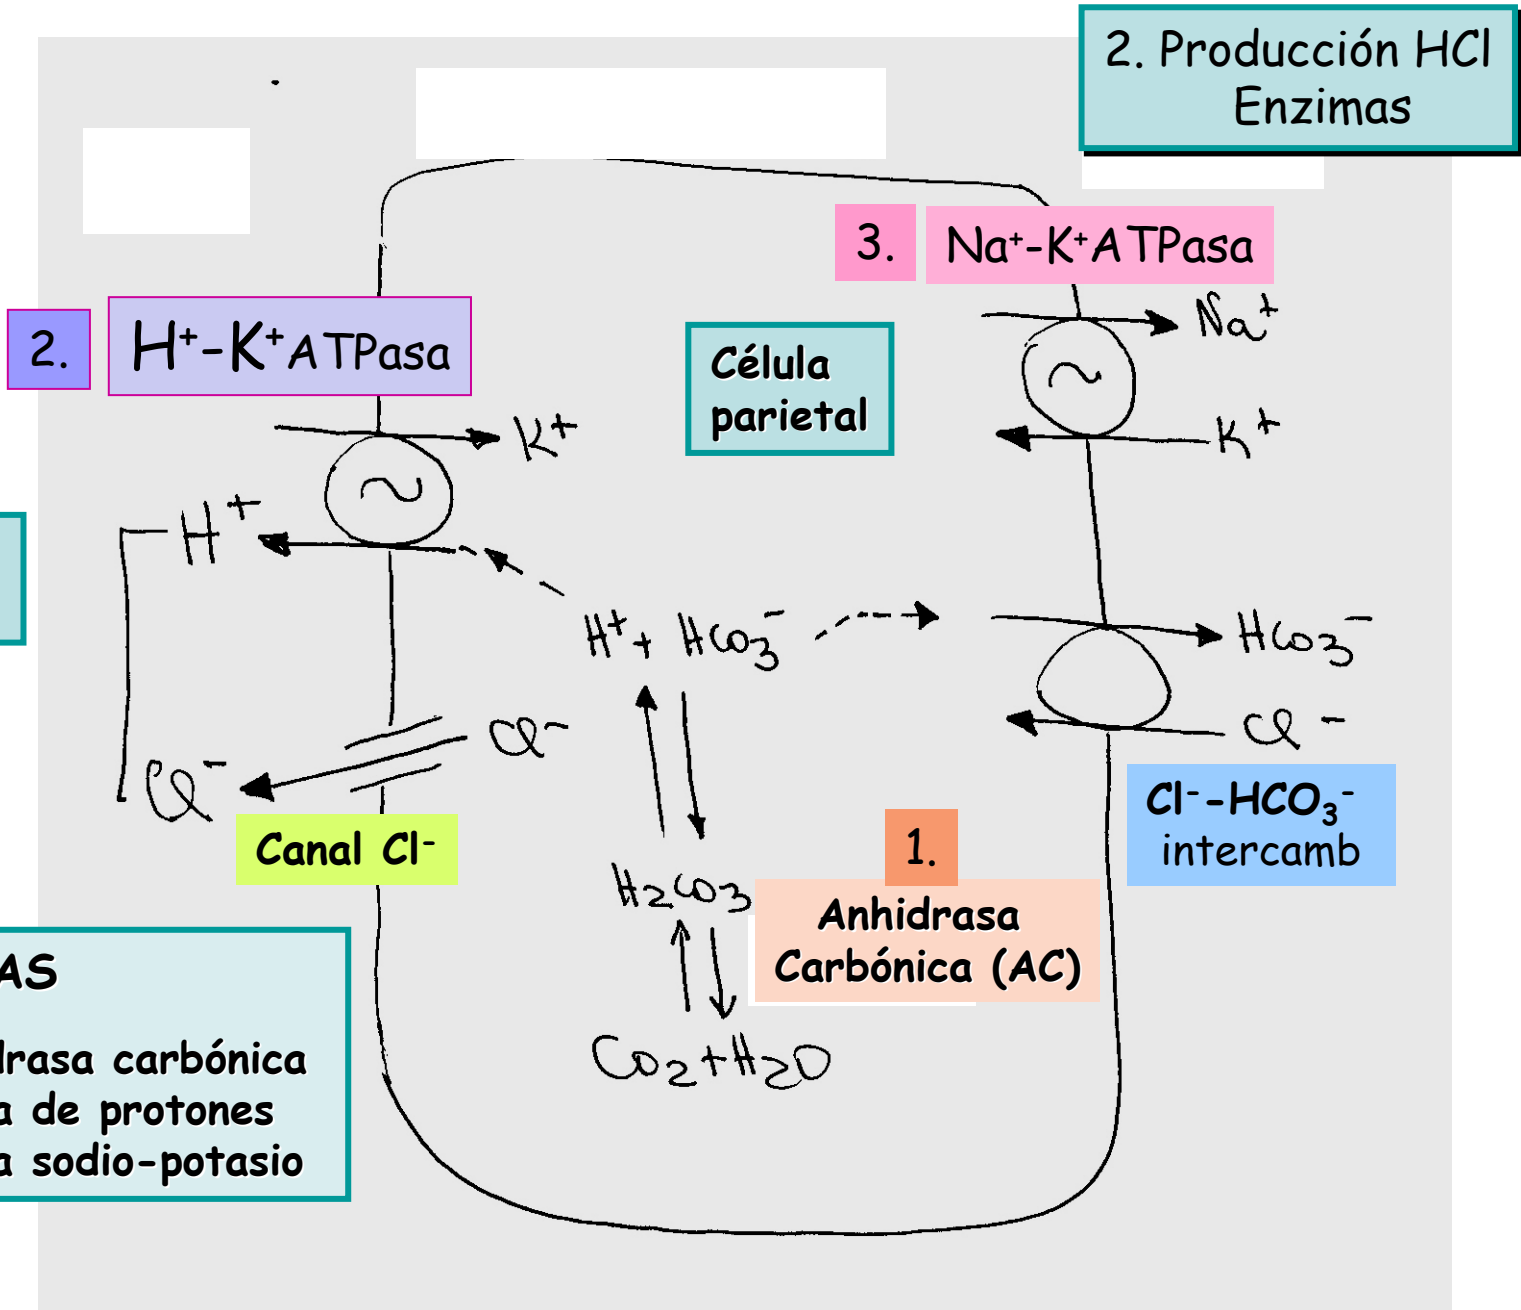 2. Producción HCl
Enzimas
3. Na⁺-K⁺ATPasa
2. H⁺-K⁺ATPasa
Célula
parietal
Na⁺
K⁺
K⁺
H⁺
H⁺ + HCO₃⁻
HCO₃⁻
Cl⁻
Cl⁻
Cl⁻
Canal Cl⁻
Cl⁻-HCO₃⁻
intercamb
H₂CO₃
1.
Anhidrasa
Carbónica (AC)
CO₂+H₂O
AS
drasa carbónica
a de protones
a sodio-potasio